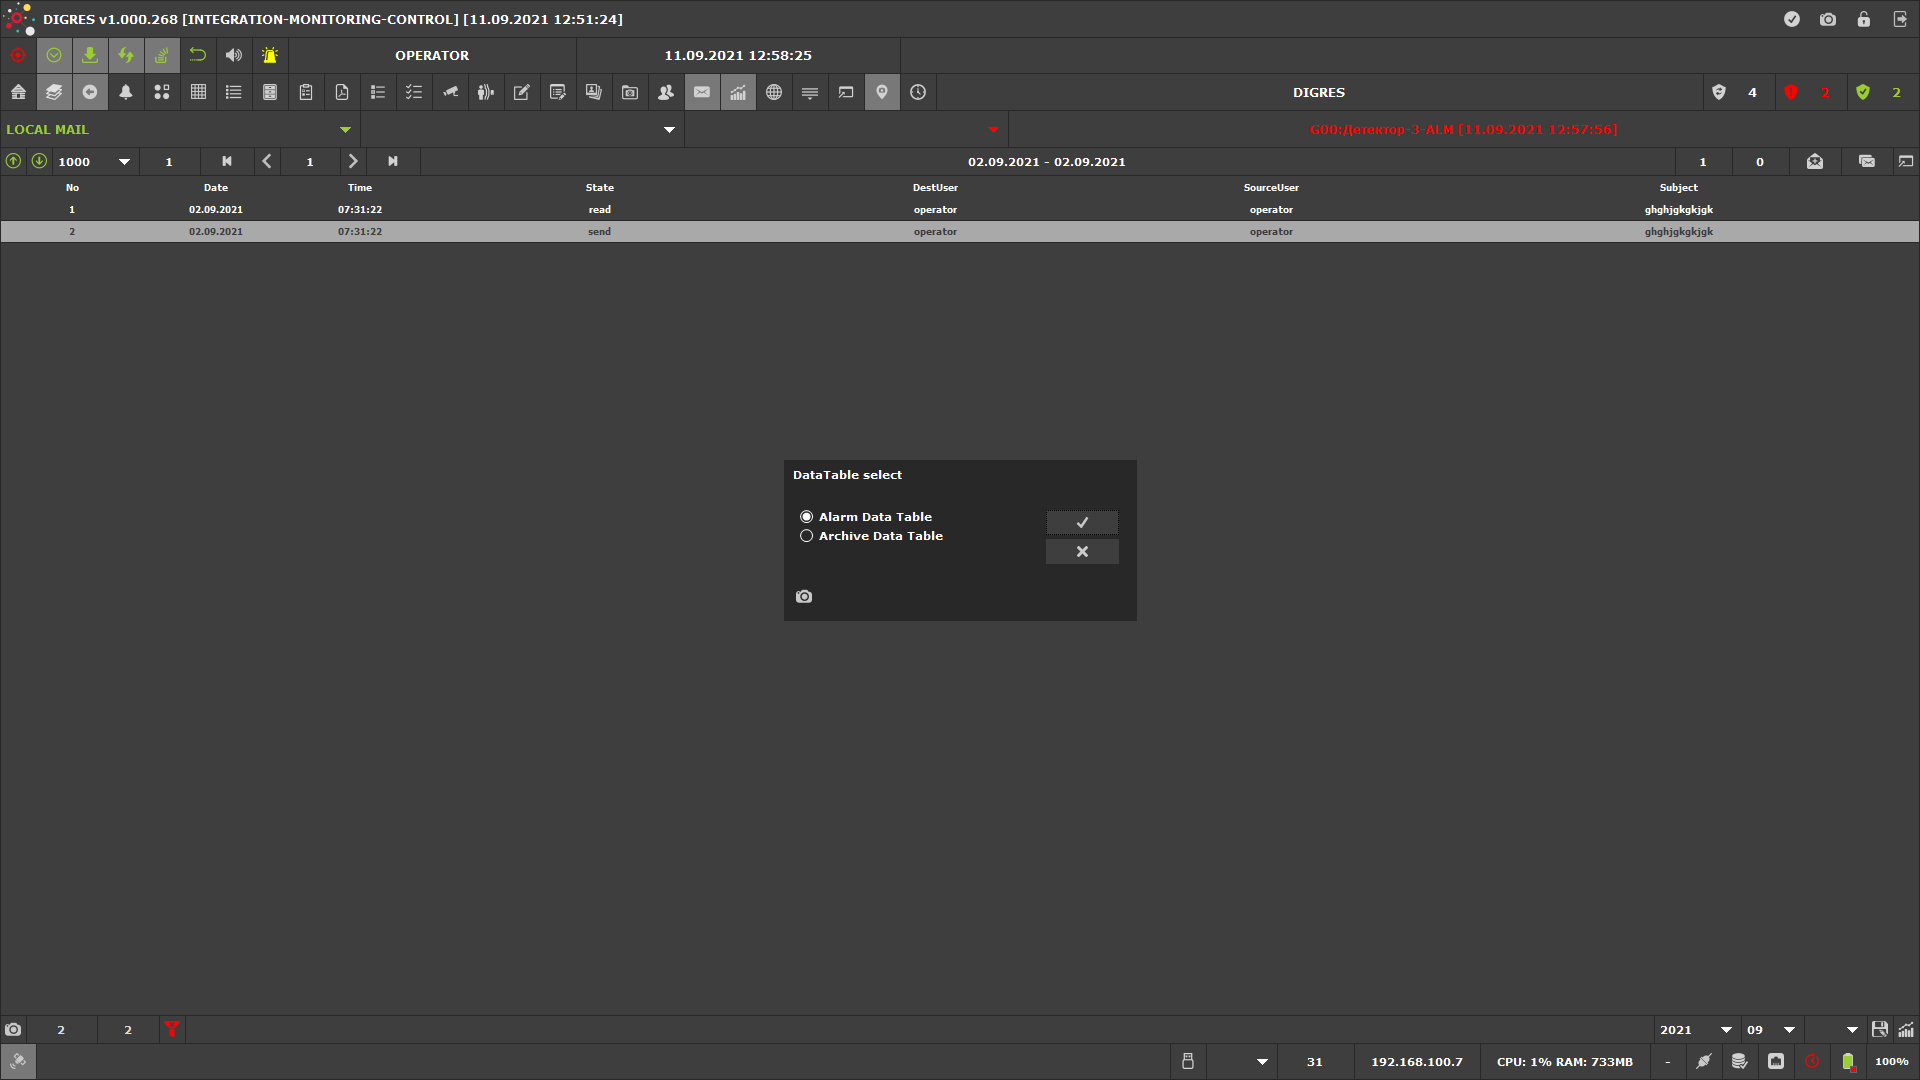 DIGRES v1.000.268 [INTEGRATION-MONITORING-CONTROL] [11.09.2021 12:51:24]
OPERATOR 11.09.2021 12:58:25
DIGRES 4 2 2
LOCAL MAIL G00:Детектор-3-ALM [11.09.2021 12:57:56]
1000 1 1 02.09.2021 - 02.09.2021 1 0
No Date Time State DestUser SourceUser Subject
1 02.09.2021 07:31:22 read operator operator ghghjgkgkjgk
2 02.09.2021 07:31:22 send operator operator ghghjgkgkjgk
DataTable select
Alarm Data Table
Archive Data Table
2 2 2021 09
31 192.168.100.7 CPU: 1% RAM: 733MB - 100%